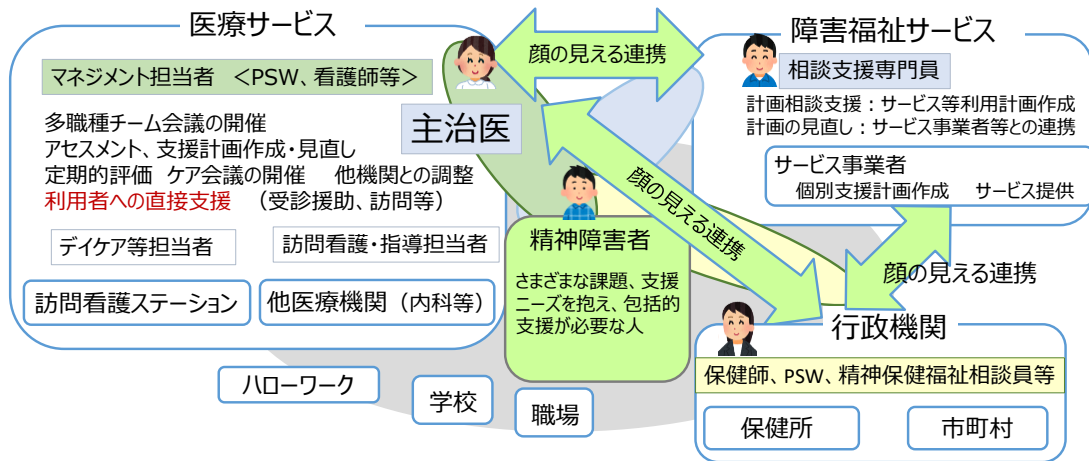 医療サービス
マネジメント担当者 <PSW、看護師等>
主治医
多職種チーム会議の開催
アセスメント、支援計画作成・見直し
定期的評価 ケア会議の開催 他機関との調整
利用者への直接支援 (受診援助、訪問等)
デイケア等担当者
訪問看護・指導担当者
訪問看護ステーション
他医療機関(内科等)
顔の見える連携
障害福祉サービス
相談支援専門員
計画相談支援:サービス等利用計画作成
計画の見直し:サービス事業者等との連携
サービス事業者
個別支援計画作成 サービス提供
顔の見える連携
顔の見える連携
精神障害者
さまざまな課題、支援
ニーズを抱え、包括的
支援が必要な人
行政機関
保健師、PSW、精神保健福祉相談員等
保健所
市町村
ハローワーク
学校
職場